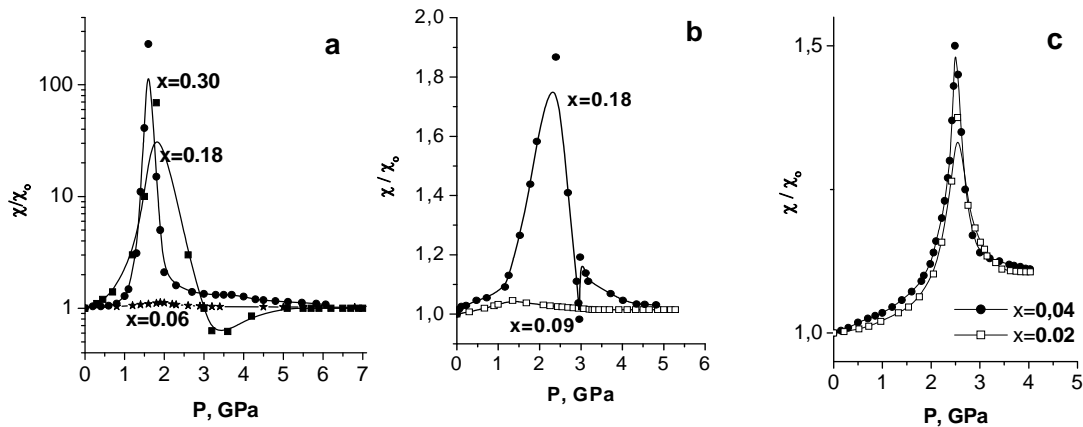 a
χ/χ₀
100
10
1
x=0.30
x=0.18
x=0.06
0 1 2 3 4 5 6 7
P, GPa
b
χ / χ₀
2,0
1,8
1,6
1,4
1,2
1,0
x=0.18
x=0.09
0 1 2 3 4 5 6
P, GPa
c
χ / χ₀
1,5
1,0
x=0,04
x=0.02
0 1 2 3 4 5
P, GPa